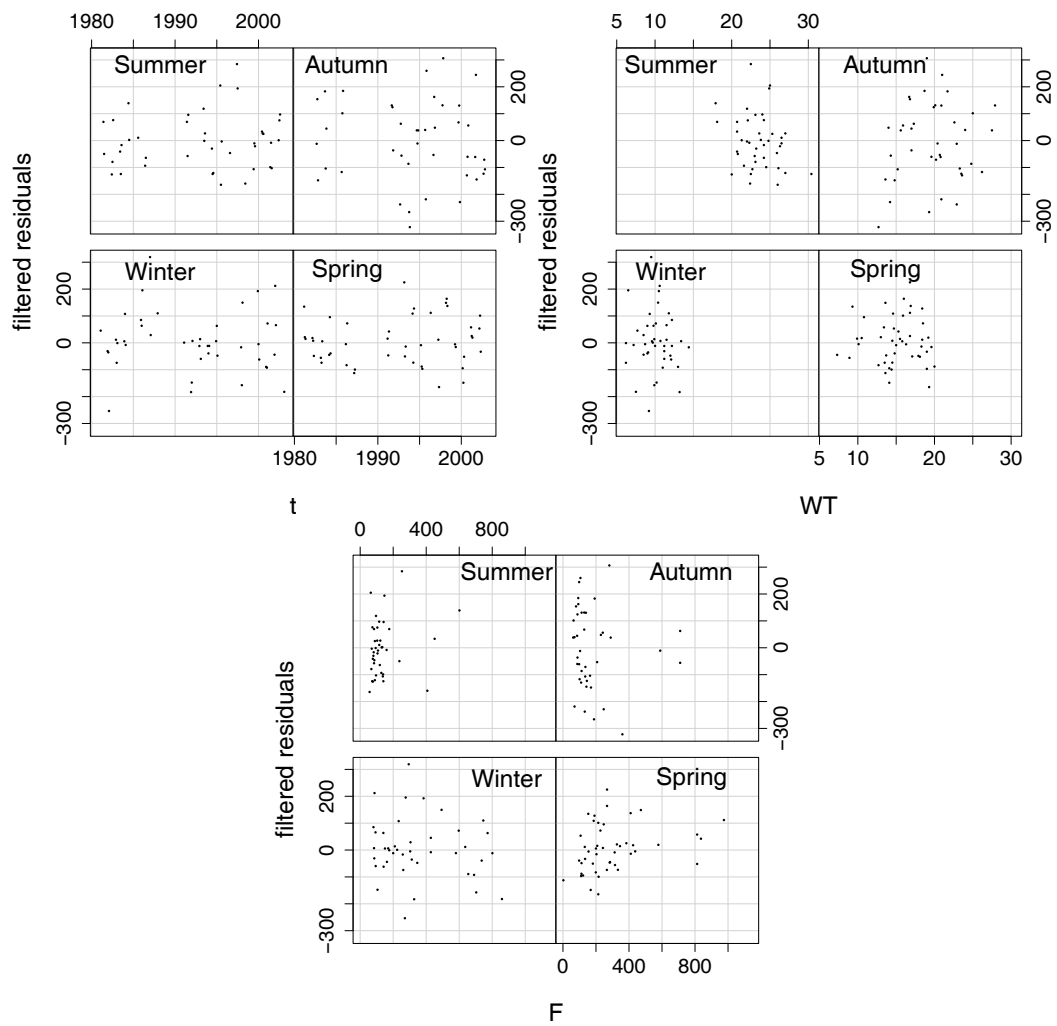 1980 1990 2000
5 10 20 30
Summer Autumn
Summer Autumn
-300 0 200
-300 0 200
filtered residuals
filtered residuals
Winter Spring
Winter Spring
-300 0 200
-300 0 200
1980 1990 2000
5 10 20 30
t
WT
0 400 800
Summer Autumn
-300 0 200
filtered residuals
Winter Spring
-300 0 200
0 400 800
F